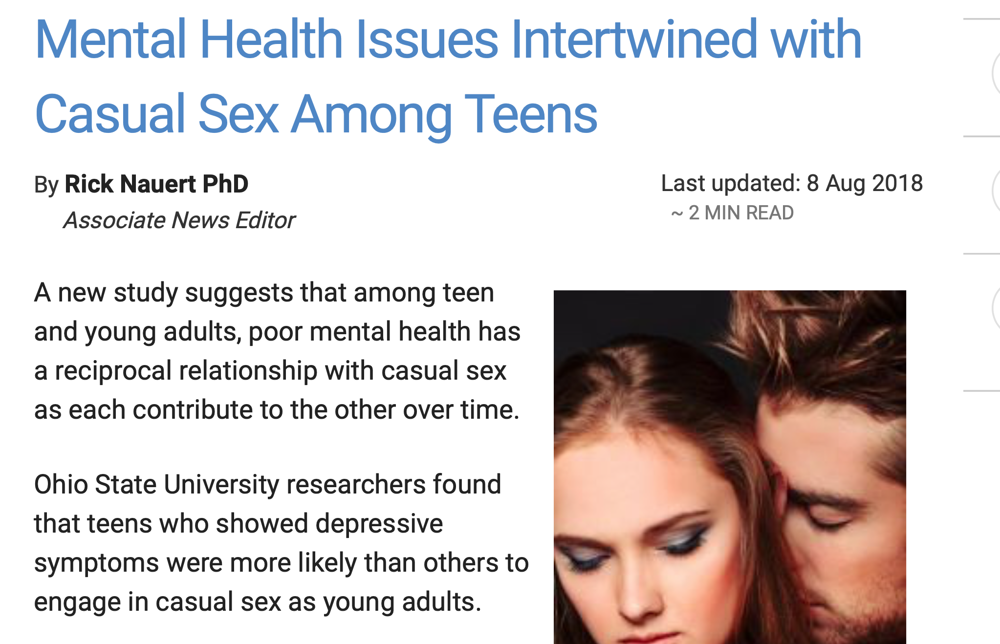 Mental Health Issues Intertwined with
Casual Sex Among Teens
By Rick Nauert PhD
Associate News Editor
Last updated: 8 Aug 2018
~ 2 MIN READ
A new study suggests that among teen
and young adults, poor mental health has
a reciprocal relationship with casual sex
as each contribute to the other over time.
Ohio State University researchers found
that teens who showed depressive
symptoms were more likely than others to
engage in casual sex as young adults.